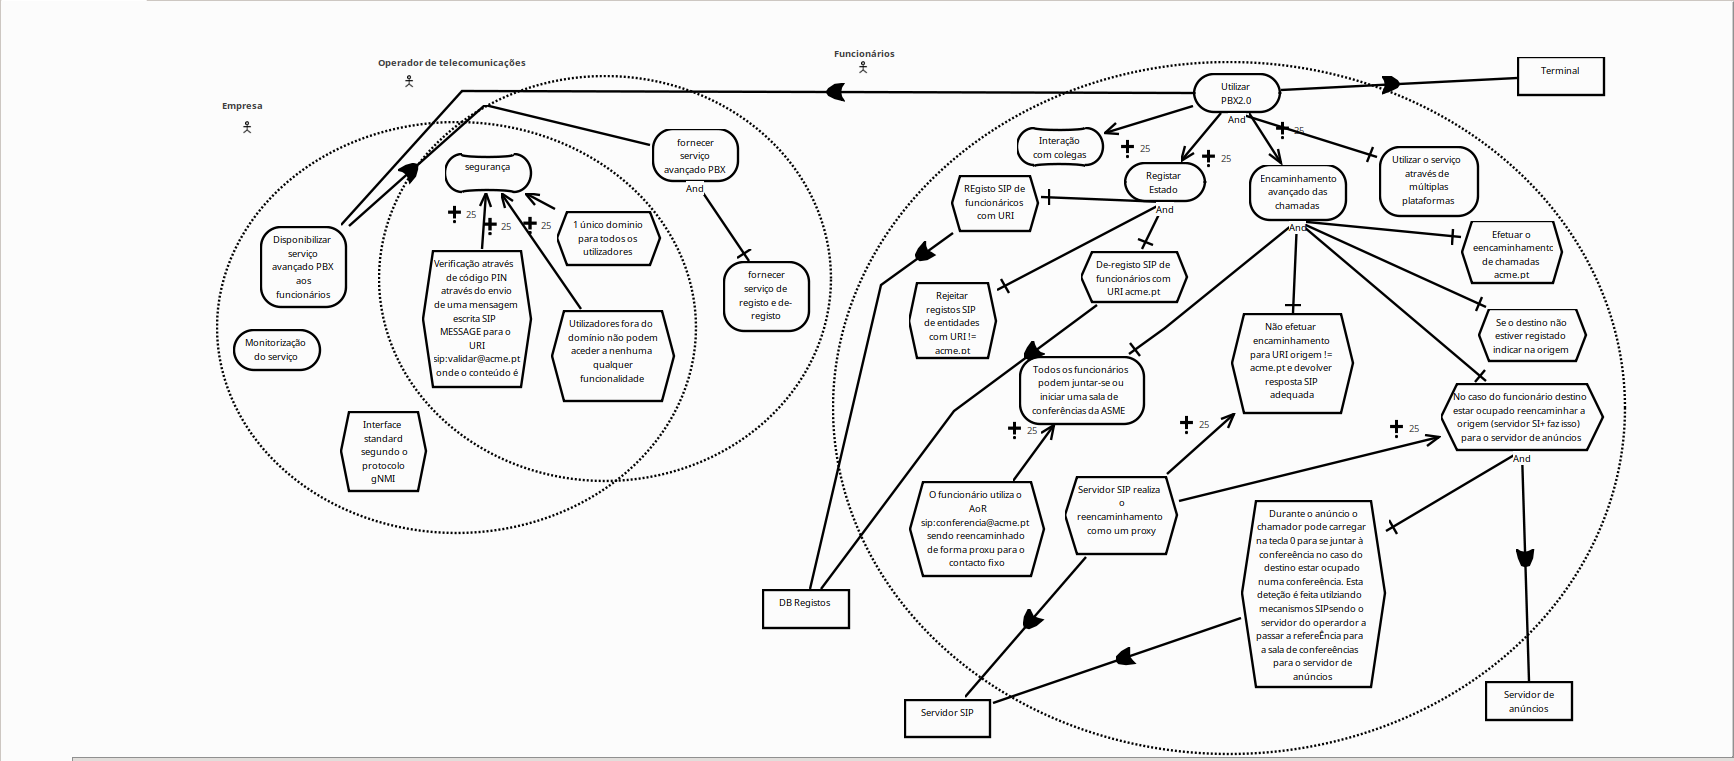 Empresa
Operador de telecomunicações
Funcionários
Terminal
Utilizar
PBX2.0
And
25
Interação
com colegas
25
25
Registar
Estado
And
Encaminhamento
avançado das
chamadas
And
Utilizar o serviço
através de
múltiplas
plataformas
fornecer
serviço
avançado PBX
And
segurança
25
25
25
1 único dominio
para todos os
utilizadores
Disponibilizar
serviço
avançado PBX
aos
funcionários
Monitorização
do serviço
Verificação através
de código PIN
através do envio
de uma mensagem
escrita SIP
MESSAGE para o
URI
sip:validar@acme.pt
onde o conteúdo é
Utilizadores fora do
domínio não podem
aceder a nenhuma
qualquer
funcionalidade
fornecer
serviço de
registo e de-
registo
Interface
standard
segundo o
protocolo
gNMI
REgisto SIP de
funcionáricos
com URI
De-registo SIP de
funcionários com
URI acme.pt
Rejeitar
registos SIP
de entidades
com URI !=
acme.pt
Efetuar o
eencaminhamentc
de chamadas
acme.pt
Se o destino não
estiver registado
indicar na origem
Não efuetuar
encaminhamento
para URI origem !=
acme.pt e devolver
resposta SIP
adequada
Todos os funcionários
podem juntar-se ou
iniciar uma sala de
conferências da ASME
25
25
25
No caso do funcionário destino
estar ocupado reencaminhar a
origem (servidor SI+ faz isso)
para o servidor de anúncios
And
O funcionário utiliza o
AoR
sip:conferencia@acme.pt
sendo reencaminhado
de forma proxu para o
contacto fixo
Servidor SIP realiza
o
reencaminhamento
como um proxy
Durante o anúncio o
chamador pode carregar
na tecla 0 para se juntar à
confereência no caso do
destino estar ocupado
numa confereência. Esta
deteção é feita utilziando
mecanismos SIPsendo o
servidor do operardor a
passar a refereÊncia para
a sala de confereências
para o servidor de
anúncios
DB Registos
Servidor SIP
Servidor de
anúncios